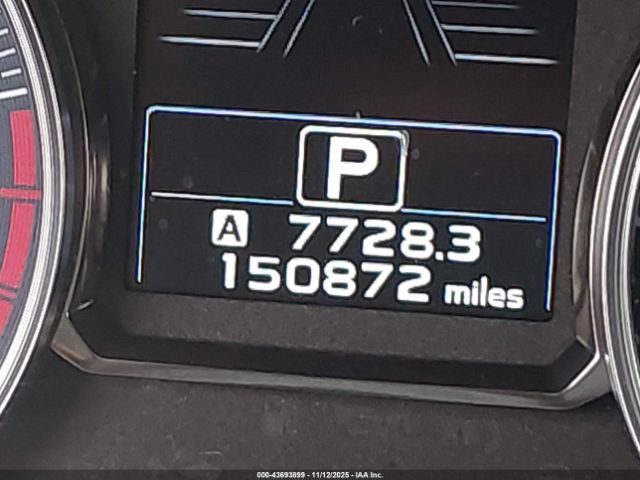 P
A 7728.3
150872 miles
000-43693899 - 11/12/2025 - IAA Inc.